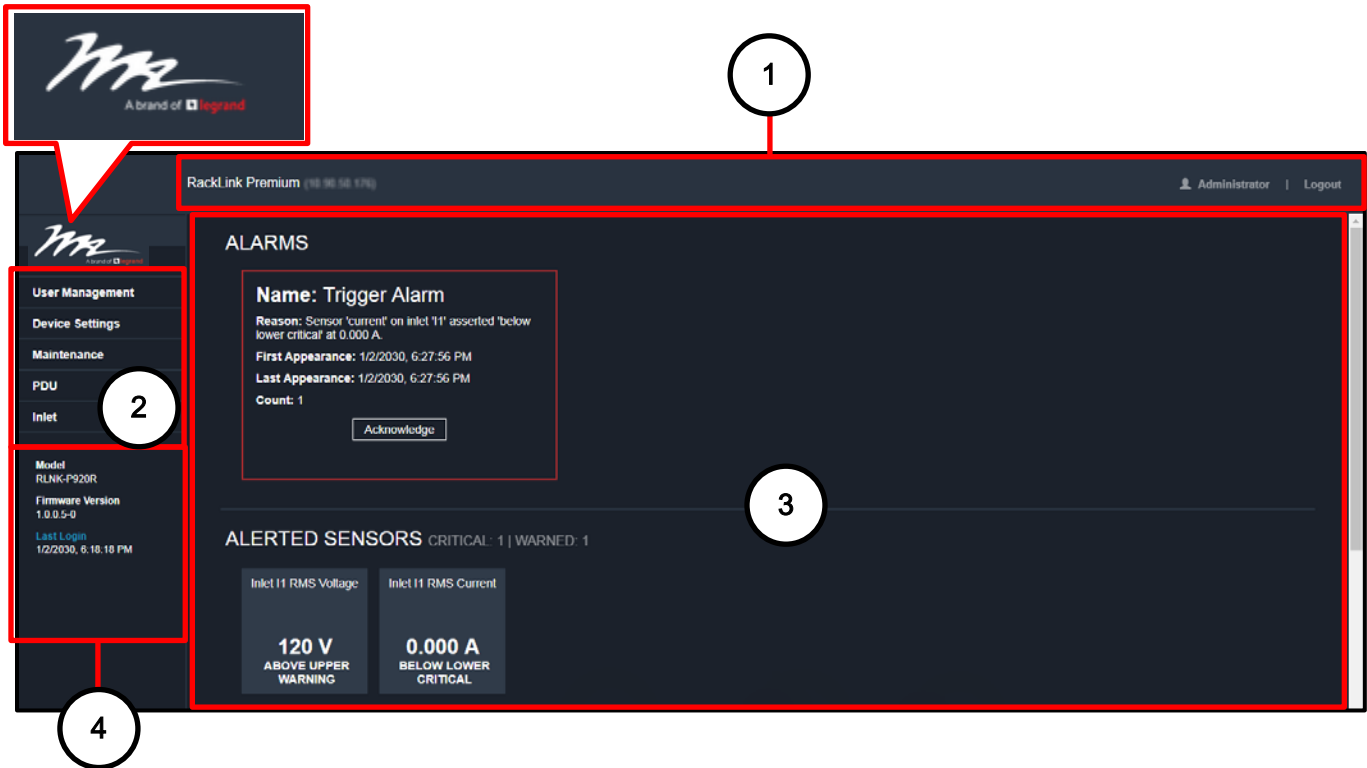 A brand of legrand
1
RackLink Premium
Administrator | Logout
A brand of legrand
User Management
Device Settings
Maintenance
PDU
Inlet
2
Model
RLNK-P920R
Firmware Version
1.0.0.5-0
Last Login
1/2/2030, 6:18:18 PM
4
ALARMS
Name: Trigger Alarm
Reason: Sensor 'current' on inlet 'I1' asserted 'below
lower critical' at 0.000 A.
First Appearance: 1/2/2030, 6:27:56 PM
Last Appearance: 1/2/2030, 6:27:56 PM
Count: 1
Acknowledge
3
ALERTED SENSORS CRITICAL: 1 | WARNED: 1
Inlet I1 RMS Voltage
120 V
ABOVE UPPER
WARNING
Inlet I1 RMS Current
0.000 A
BELOW LOWER
CRITICAL